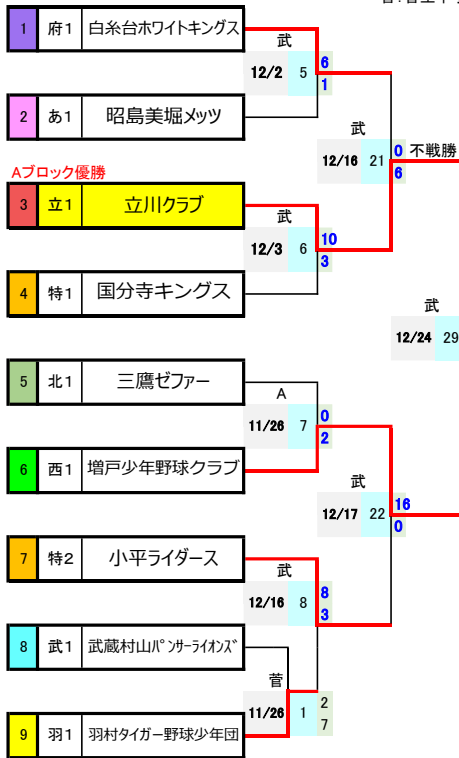 1 府1 白糸台ホワイトキングス
武
12/2 5 6
1
2 あ1 昭島美堀メッツ
武
12/16 21 0 不戦勝
6
Aブロック優勝
3 立1 立川クラブ
武
12/3 6 10
3
4 特1 国分寺キングス
武
12/24 29
5 北1 三鷹ゼファー
A
11/26 7 0
2
6 西1 増戸少年野球クラブ
武
12/17 22 16
0
7 特2 小平ライダース
武
12/16 8 8
3
8 武1 武蔵村山パンサーライオンズ
菅
11/26 1 2
7
9 羽1 羽村タイガー野球少年団